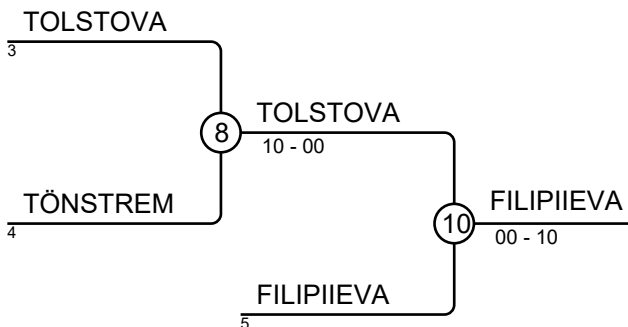 TOLSTOVA
3
8
TOLSTOVA
10 - 00
TÖNSTREM
4
10
FILIPIIEVA
00 - 10
FILIPIIEVA
5